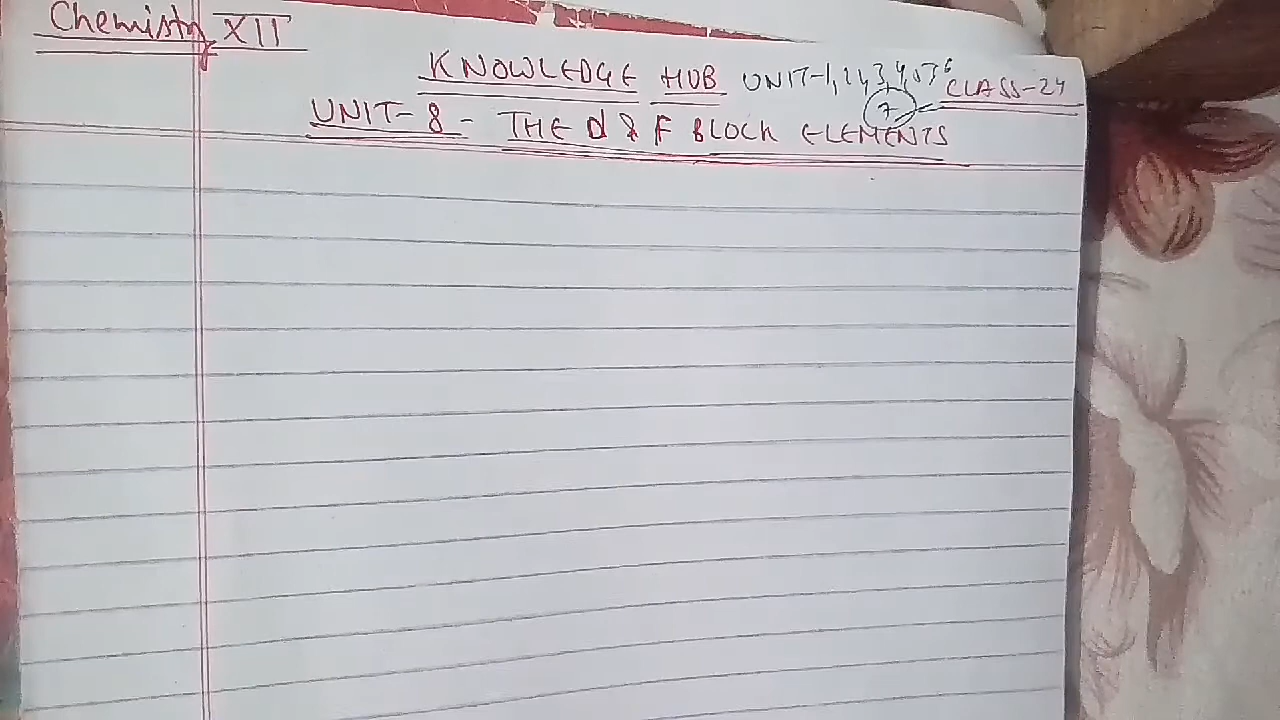 Chemistry XII
KNOWLEDGE HUB UNIT-1, 2, 3, 4, 5, 6 CLASS-24
7
UNIT-8- THE D & F BLOCK ELEMENTS